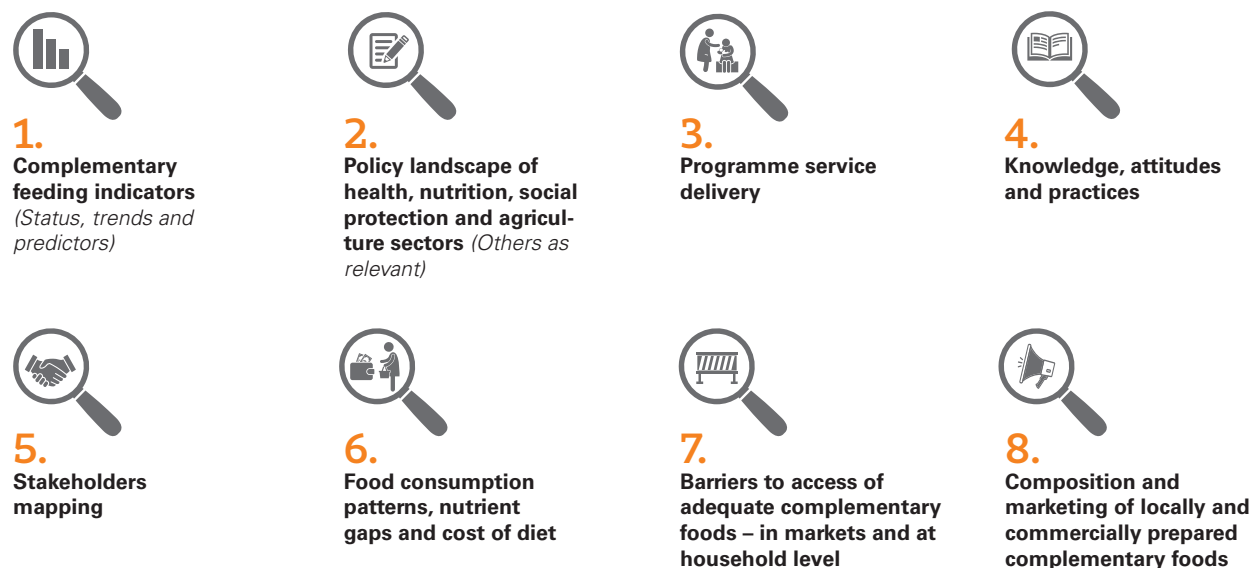 1.
Complementary
feeding indicators
(Status, trends and
predictors)
2.
Policy landscape of
health, nutrition, social
protection and agricul-
ture sectors (Others as
relevant)
3.
Programme service
delivery
4.
Knowledge, attitudes
and practices
5.
Stakeholders
mapping
6.
Food consumption
patterns, nutrient
gaps and cost of diet
7.
Barriers to access of
adequate complementary
foods – in markets and at
household level
8.
Composition and
marketing of locally and
commercially prepared
complementary foods